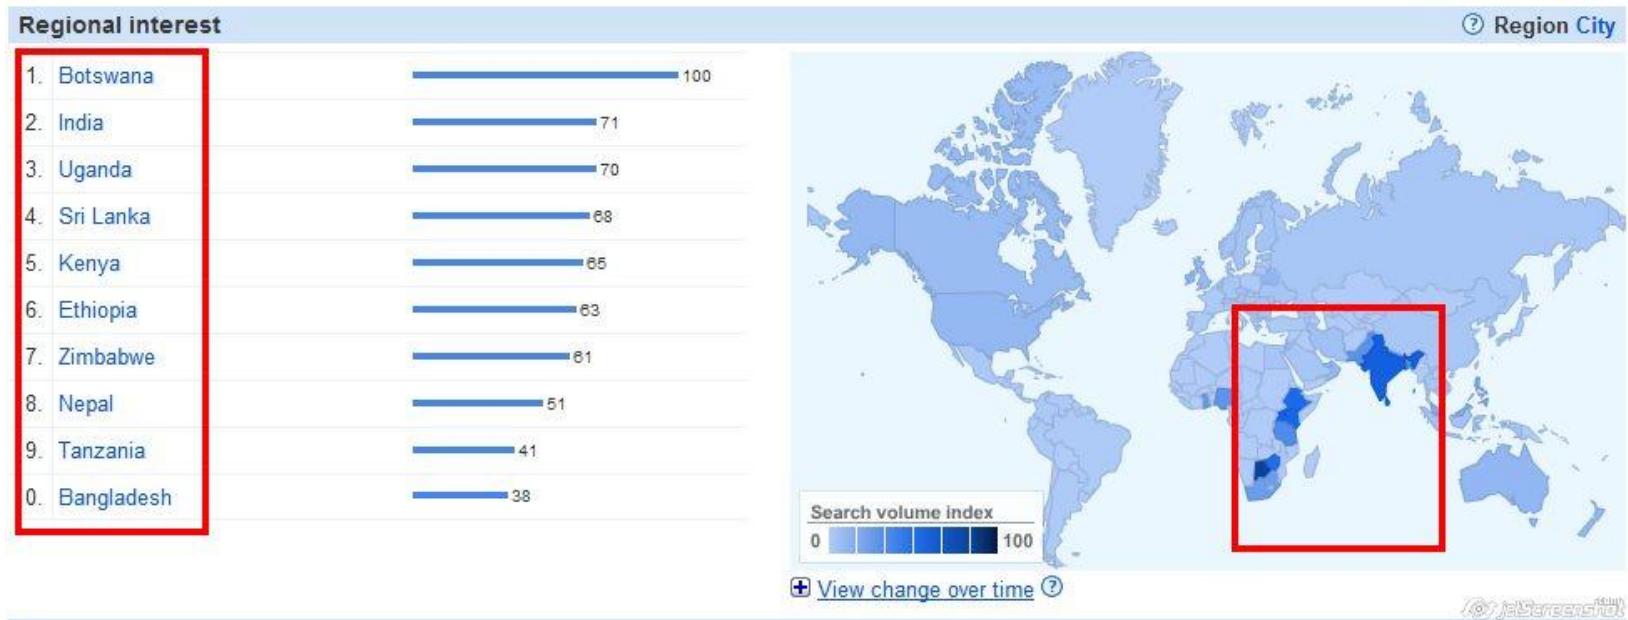 Regional interest
? Region City
1. Botswana 100
2. India 71
3. Uganda 70
4. Sri Lanka 68
5. Kenya 65
6. Ethiopia 63
7. Zimbabwe 61
8. Nepal 51
9. Tanzania 41
0. Bangladesh 38
Search volume index
0 100
+ View change over time ?
jetScreenshot .com